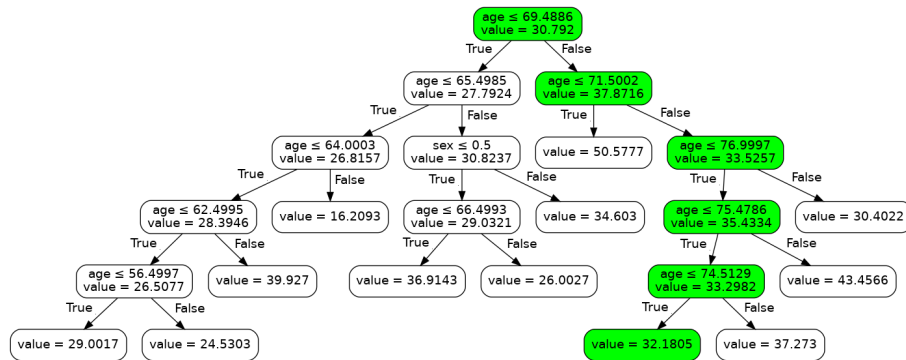 age ≤ 69.4886
value = 30.792
True
False
age ≤ 65.4985
value = 27.7924
age ≤ 71.5002
value = 37.8716
True
False
True
False
age ≤ 64.0003
value = 26.8157
sex ≤ 0.5
value = 30.8237
value = 50.5777
age ≤ 76.9997
value = 33.5257
True
False
True
False
True
False
age ≤ 62.4995
value = 28.3946
value = 16.2093
age ≤ 66.4993
value = 29.0321
value = 34.603
age ≤ 75.4786
value = 35.4334
value = 30.4022
True
False
True
False
True
False
age ≤ 56.4997
value = 26.5077
value = 39.927
value = 36.9143
value = 26.0027
age ≤ 74.5129
value = 33.2982
value = 43.4566
True
False
True
False
value = 29.0017
value = 24.5303
value = 32.1805
value = 37.273